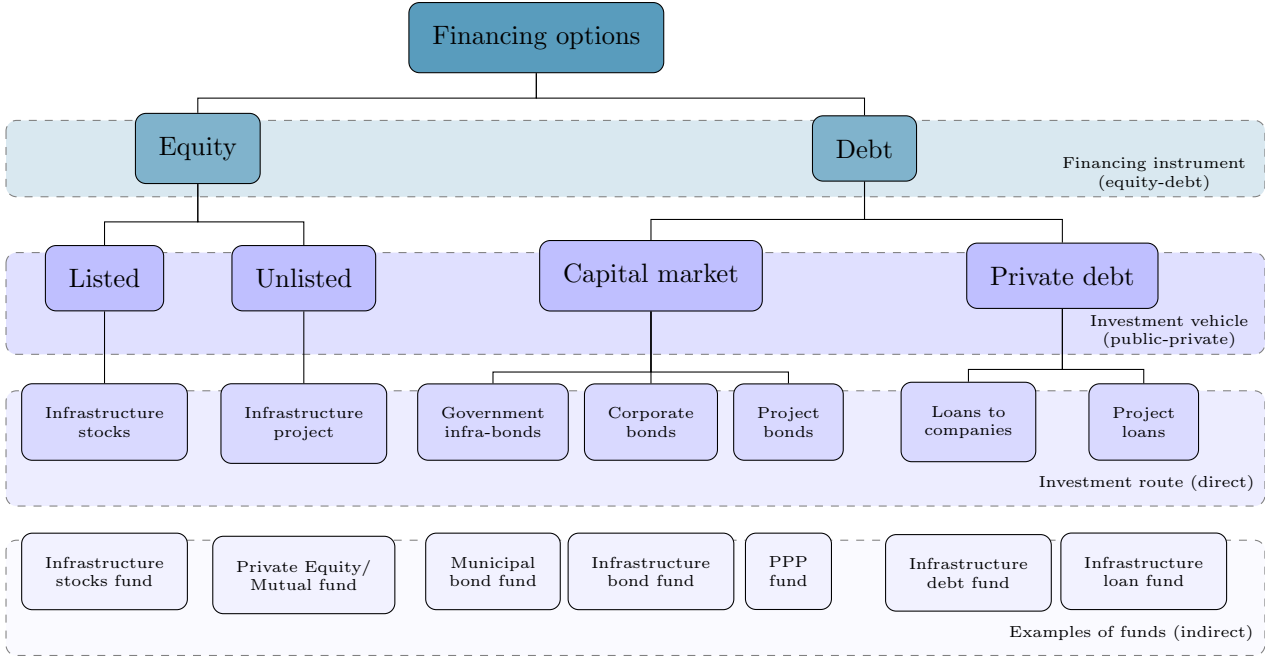 Financing options
Equity
Debt
Financing instrument
(equity-debt)
Listed
Unlisted
Capital market
Private debt
Investment vehicle
(public-private)
Infrastructure
stocks
Infrastructure
project
Government
infra-bonds
Corporate
bonds
Project
bonds
Loans to
companies
Project
loans
Investment route (direct)
Infrastructure
stocks fund
Private Equity/
Mutual fund
Municipal
bond fund
Infrastructure
bond fund
PPP
fund
Infrastructure
debt fund
Infrastructure
loan fund
Examples of funds (indirect)